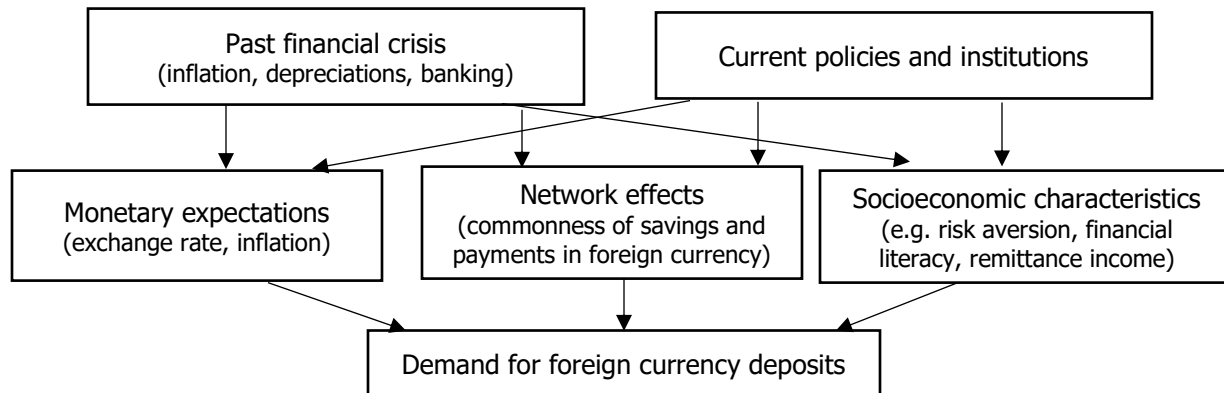 Past financial crisis
(inflation, depreciations, banking)
Current policies and institutions
Monetary expectations
(exchange rate, inflation)
Network effects
(commonness of savings and
payments in foreign currency)
Socioeconomic characteristics
(e.g. risk aversion, financial
literacy, remittance income)
Demand for foreign currency deposits